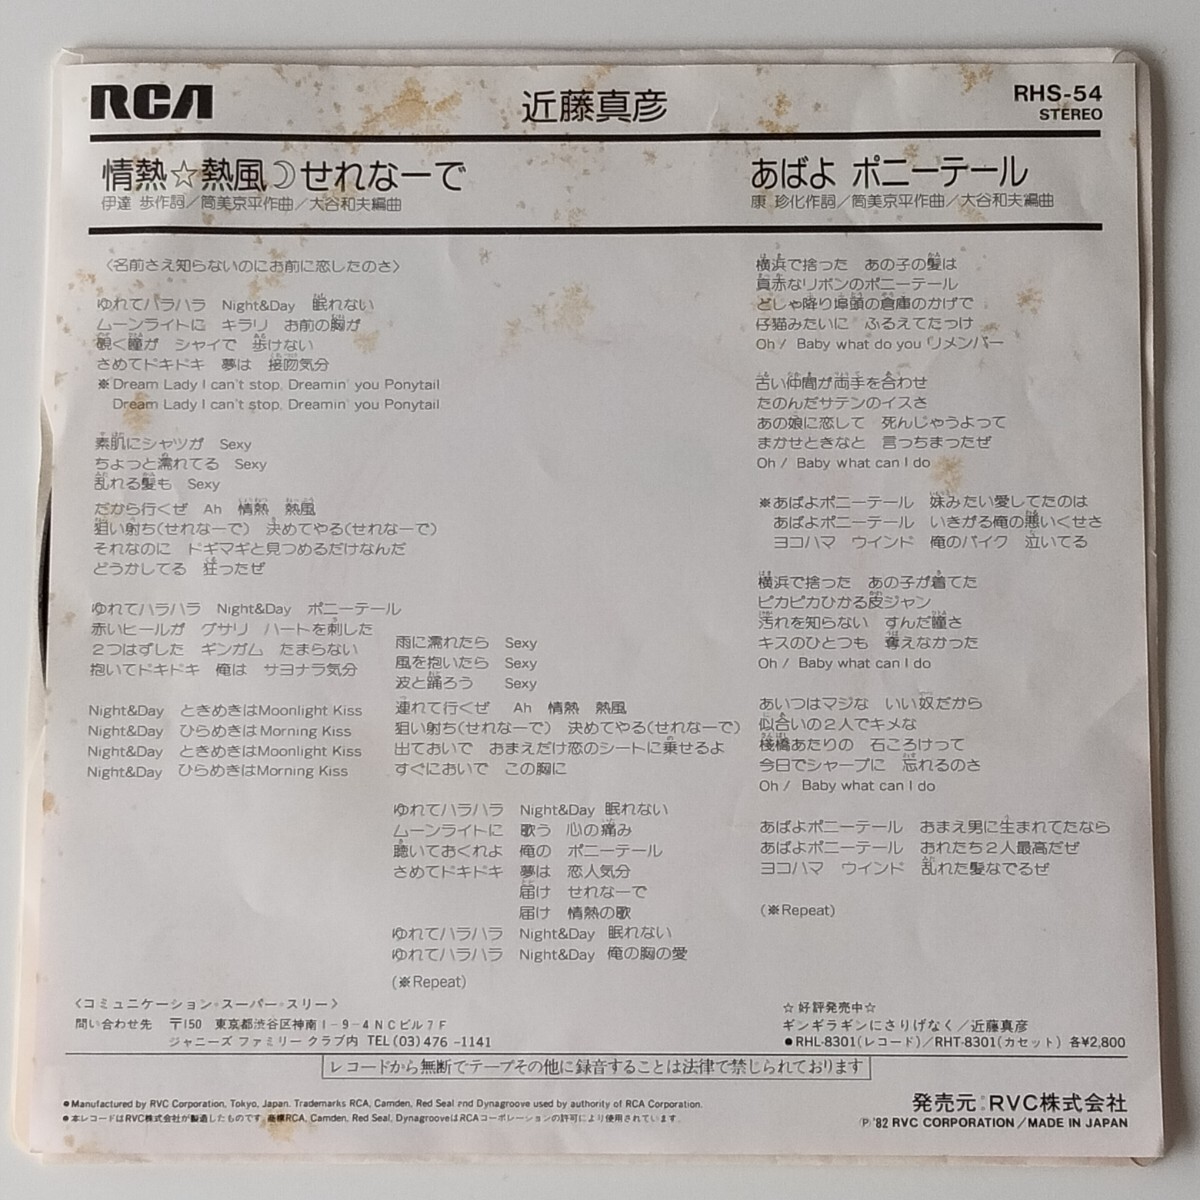 RCA
近藤真彦
RHS-54
STEREO
情熱☆熱風☽せれなーで
伊達 歩作詞／筒美京平作曲／大谷和夫編曲
〈名前さえ知らないのにお前に恋したのさ〉
ゆれてハラハラ Night&Day 眠れない
ムーンライトに キラリ お前の胸が
覗く瞳が シャイで 歩けない
さめてドキドキ 夢は 接吻気分
※Dream Lady I can't stop, Dreamin' you Ponytail
Dream Lady I can't stop, Dreamin' you Ponytail
素肌にシャツが Sexy
ちょっと濡れてる Sexy
乱れる髪も Sexy
だから行くぜ Ah 情熱 熱風
狙い射ち(せれなーで) 決めてやる(せれなーで)
それなのに ドギマギと見つめるだけなんだ
どうかしてる 狂ったぜ
ゆれてハラハラ Night&Day ポニーテール
赤いヒールが グサリ ハートを刺した
2つはずした ギンガム たまらない
抱いてドキドキ 俺は サヨナラ気分
Night&Day ときめきはMoonlight Kiss
Night&Day ひらめきはMorning Kiss
Night&Day ときめきはMoonlight Kiss
Night&Day ひらめきはMorning Kiss
雨に濡れたら Sexy
風を抱いたら Sexy
波と踊ろう Sexy
連れて行くぜ Ah 情熱 熱風
狙い射ち(せれなーで) 決めてやる(せれなーで)
出ておいで おまえだけ恋のシートに乗せるよ
すぐにおいで この胸に
ゆれてハラハラ Night&Day 眠れない
ムーンライトに 歌う 心の痛み
聴いておくれよ 俺の ポニーテール
さめてドキドキ 夢は 恋人気分
届け せれなーで
届け 情熱の歌
ゆれてハラハラ Night&Day 眠れない
ゆれてハラハラ Night&Day 俺の胸の愛
(※Repeat)
あばよ ポニーテール
康 珍化作詞／筒美京平作曲／大谷和夫編曲
横浜で捨った あの子の髪は
真赤なリボンのポニーテール
どしゃ降り埠頭の倉庫のかげで
仔猫みたいに ふるえてたっけ
Oh! Baby what do you リメンバー
古い仲間が両手を合わせ
たのんだサテンのイスさ
あの娘に恋して 死んじゃうよって
まかせときなと 言っちまったぜ
Oh! Baby what can I do
※あばよポニーテール 妹みたい愛してたのは
あばよポニーテール いきがる俺の悪いくせさ
ヨコハマ ウインド 俺のバイク 泣いてる
横浜で捨った あの子が着てた
ピカピカひかる皮ジャン
汚れを知らない すんだ瞳さ
キスのひとつも 奪えなかった
Oh! Baby what can I do
あいつはマジな いい奴だから
似合いの2人でキメな
棧橋あたりの 石ころけって
今日でシャープに 忘れるのさ
Oh! Baby what can I do
あばよポニーテール おまえ男に生まれてたなら
あばよポニーテール おれたち2人最高だぜ
ヨコハマ ウインド 乱れた髪なでるぜ
(※Repeat)
〈コミュニケーション・スーパー・スリー〉
問い合わせ先 〒150 東京都渋谷区神南1-9-4 NCビル7F
ジャニーズ ファミリー クラブ内 TEL (03) 476-1141
☆好評発売中☆
ギンギラギンにさりげなく／近藤真彦
●RHL-8301(レコード)／RHT-8301(カセット) 各¥2,800
レコードから無断でテープその他に録音することは法律で禁じられております
●Manufactured by RVC Corporation, Tokyo, Japan. Trademarks RCA, Camden, Red Seal and Dynagroove used by authority of RCA Corporation.
●本レコードはRVC株式会社が製造したものです。商標RCA, Camden, Red Seal, DynagrooveはRCAコーポレーションの許可により使用されています。
発売元：RVC株式会社
Ⓟ '82 RVC CORPORATION／MADE IN JAPAN